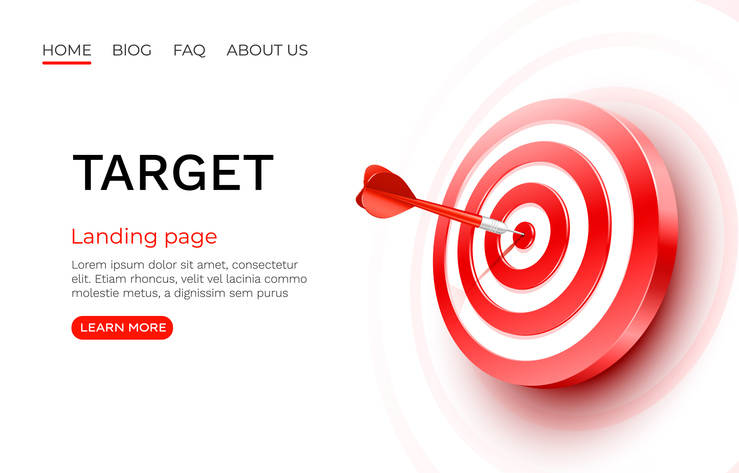 HOME BIOG FAQ ABOUT US
TARGET
Landing page
Lorem ipsum dolor sit amet, consectetur
elit. Etiam rhoncus, velit vel lacinia commo
molestie metus, a dignissim sem purus
LEARN MORE